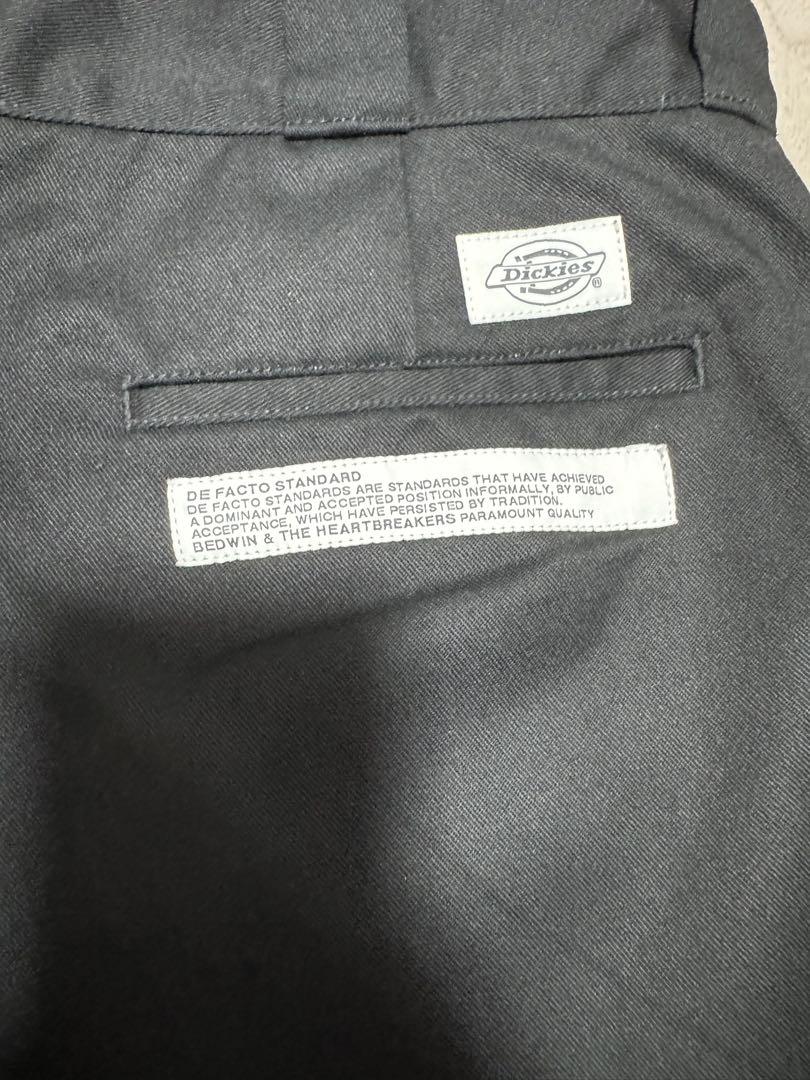 Dickies
®
DE FACTO STANDARD
DE FACTO STANDARDS ARE STANDARDS THAT HAVE ACHIEVED
A DOMINANT AND ACCEPTED POSITION INFORMALLY, BY PUBLIC
ACCEPTANCE, WHICH HAVE PERSISTED BY TRADITION.
BEDWIN & THE HEARTBREAKERS PARAMOUNT QUALITY